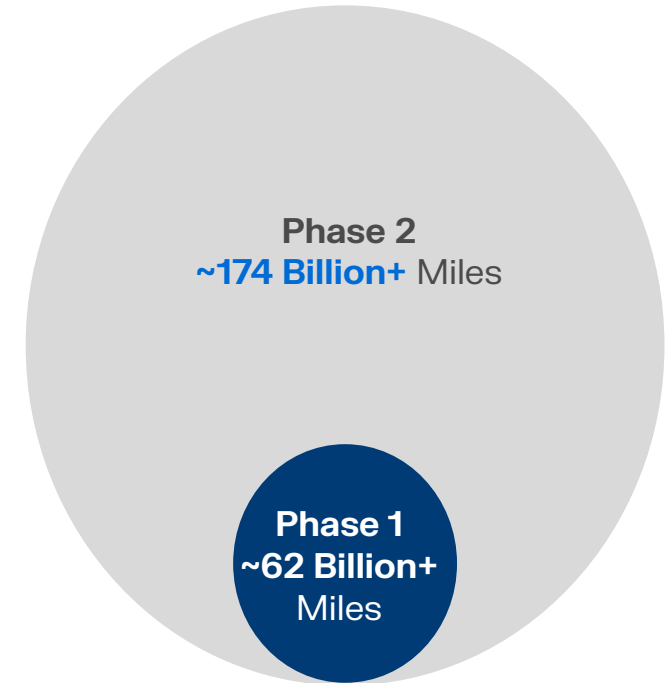 Phase 2
~174 Billion+ Miles
Phase 1
~62 Billion+
Miles